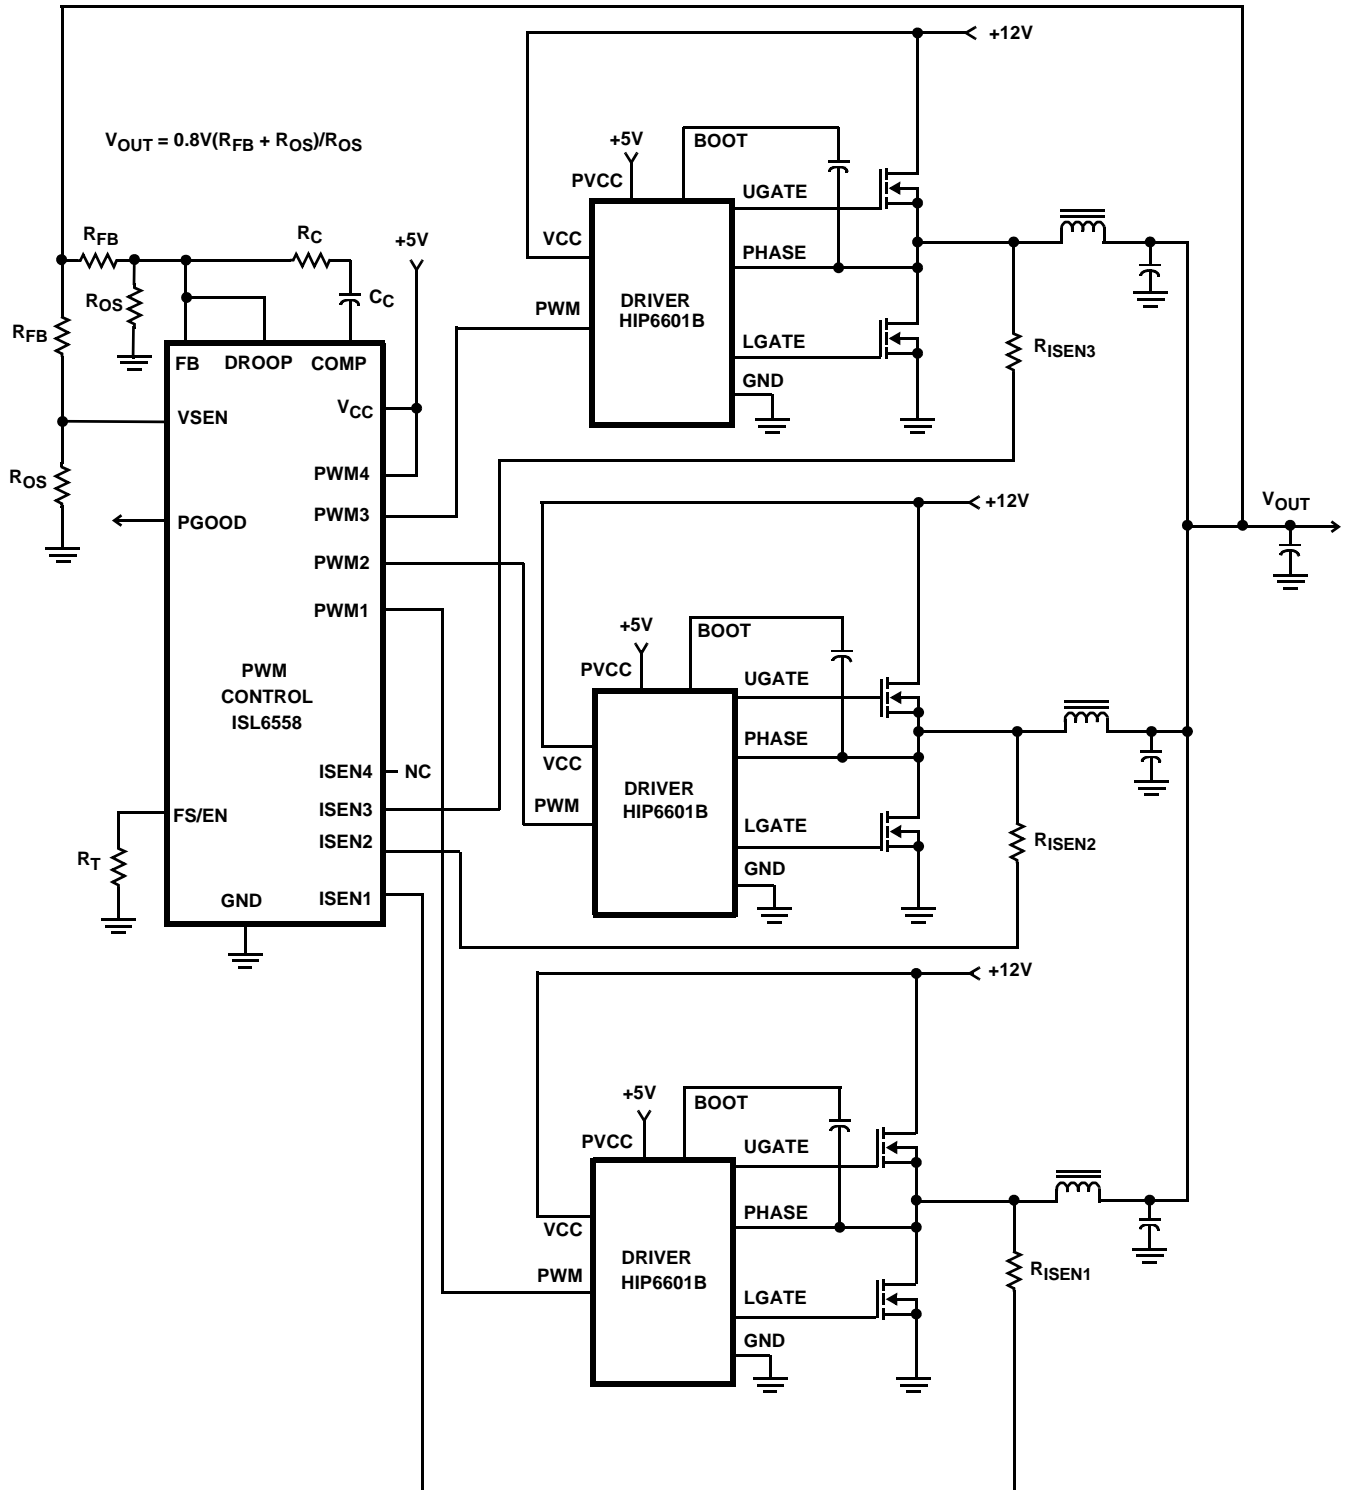 +12V
VOUT = 0.8V(RFB + ROS)/ROS
+5V
BOOT
PVCC
UGATE
RFB
RC
+5V
VCC
PHASE
ROS
CC
DRIVER
HIP6601B
PWM
RFB
LGATE
RISEN3
FB
DROOP
COMP
GND
VCC
VSEN
PWM4
ROS
PWM3
PGOOD
+12V
VOUT
PWM2
PWM1
+5V
BOOT
PVCC
UGATE
PWM
CONTROL
ISL6558
PHASE
VCC
ISEN4
NC
DRIVER
HIP6601B
ISEN3
PWM
FS/EN
LGATE
ISEN2
RISEN2
RT
GND
GND
ISEN1
+12V
+5V
BOOT
PVCC
UGATE
PHASE
VCC
DRIVER
HIP6601B
PWM
RISEN1
LGATE
GND